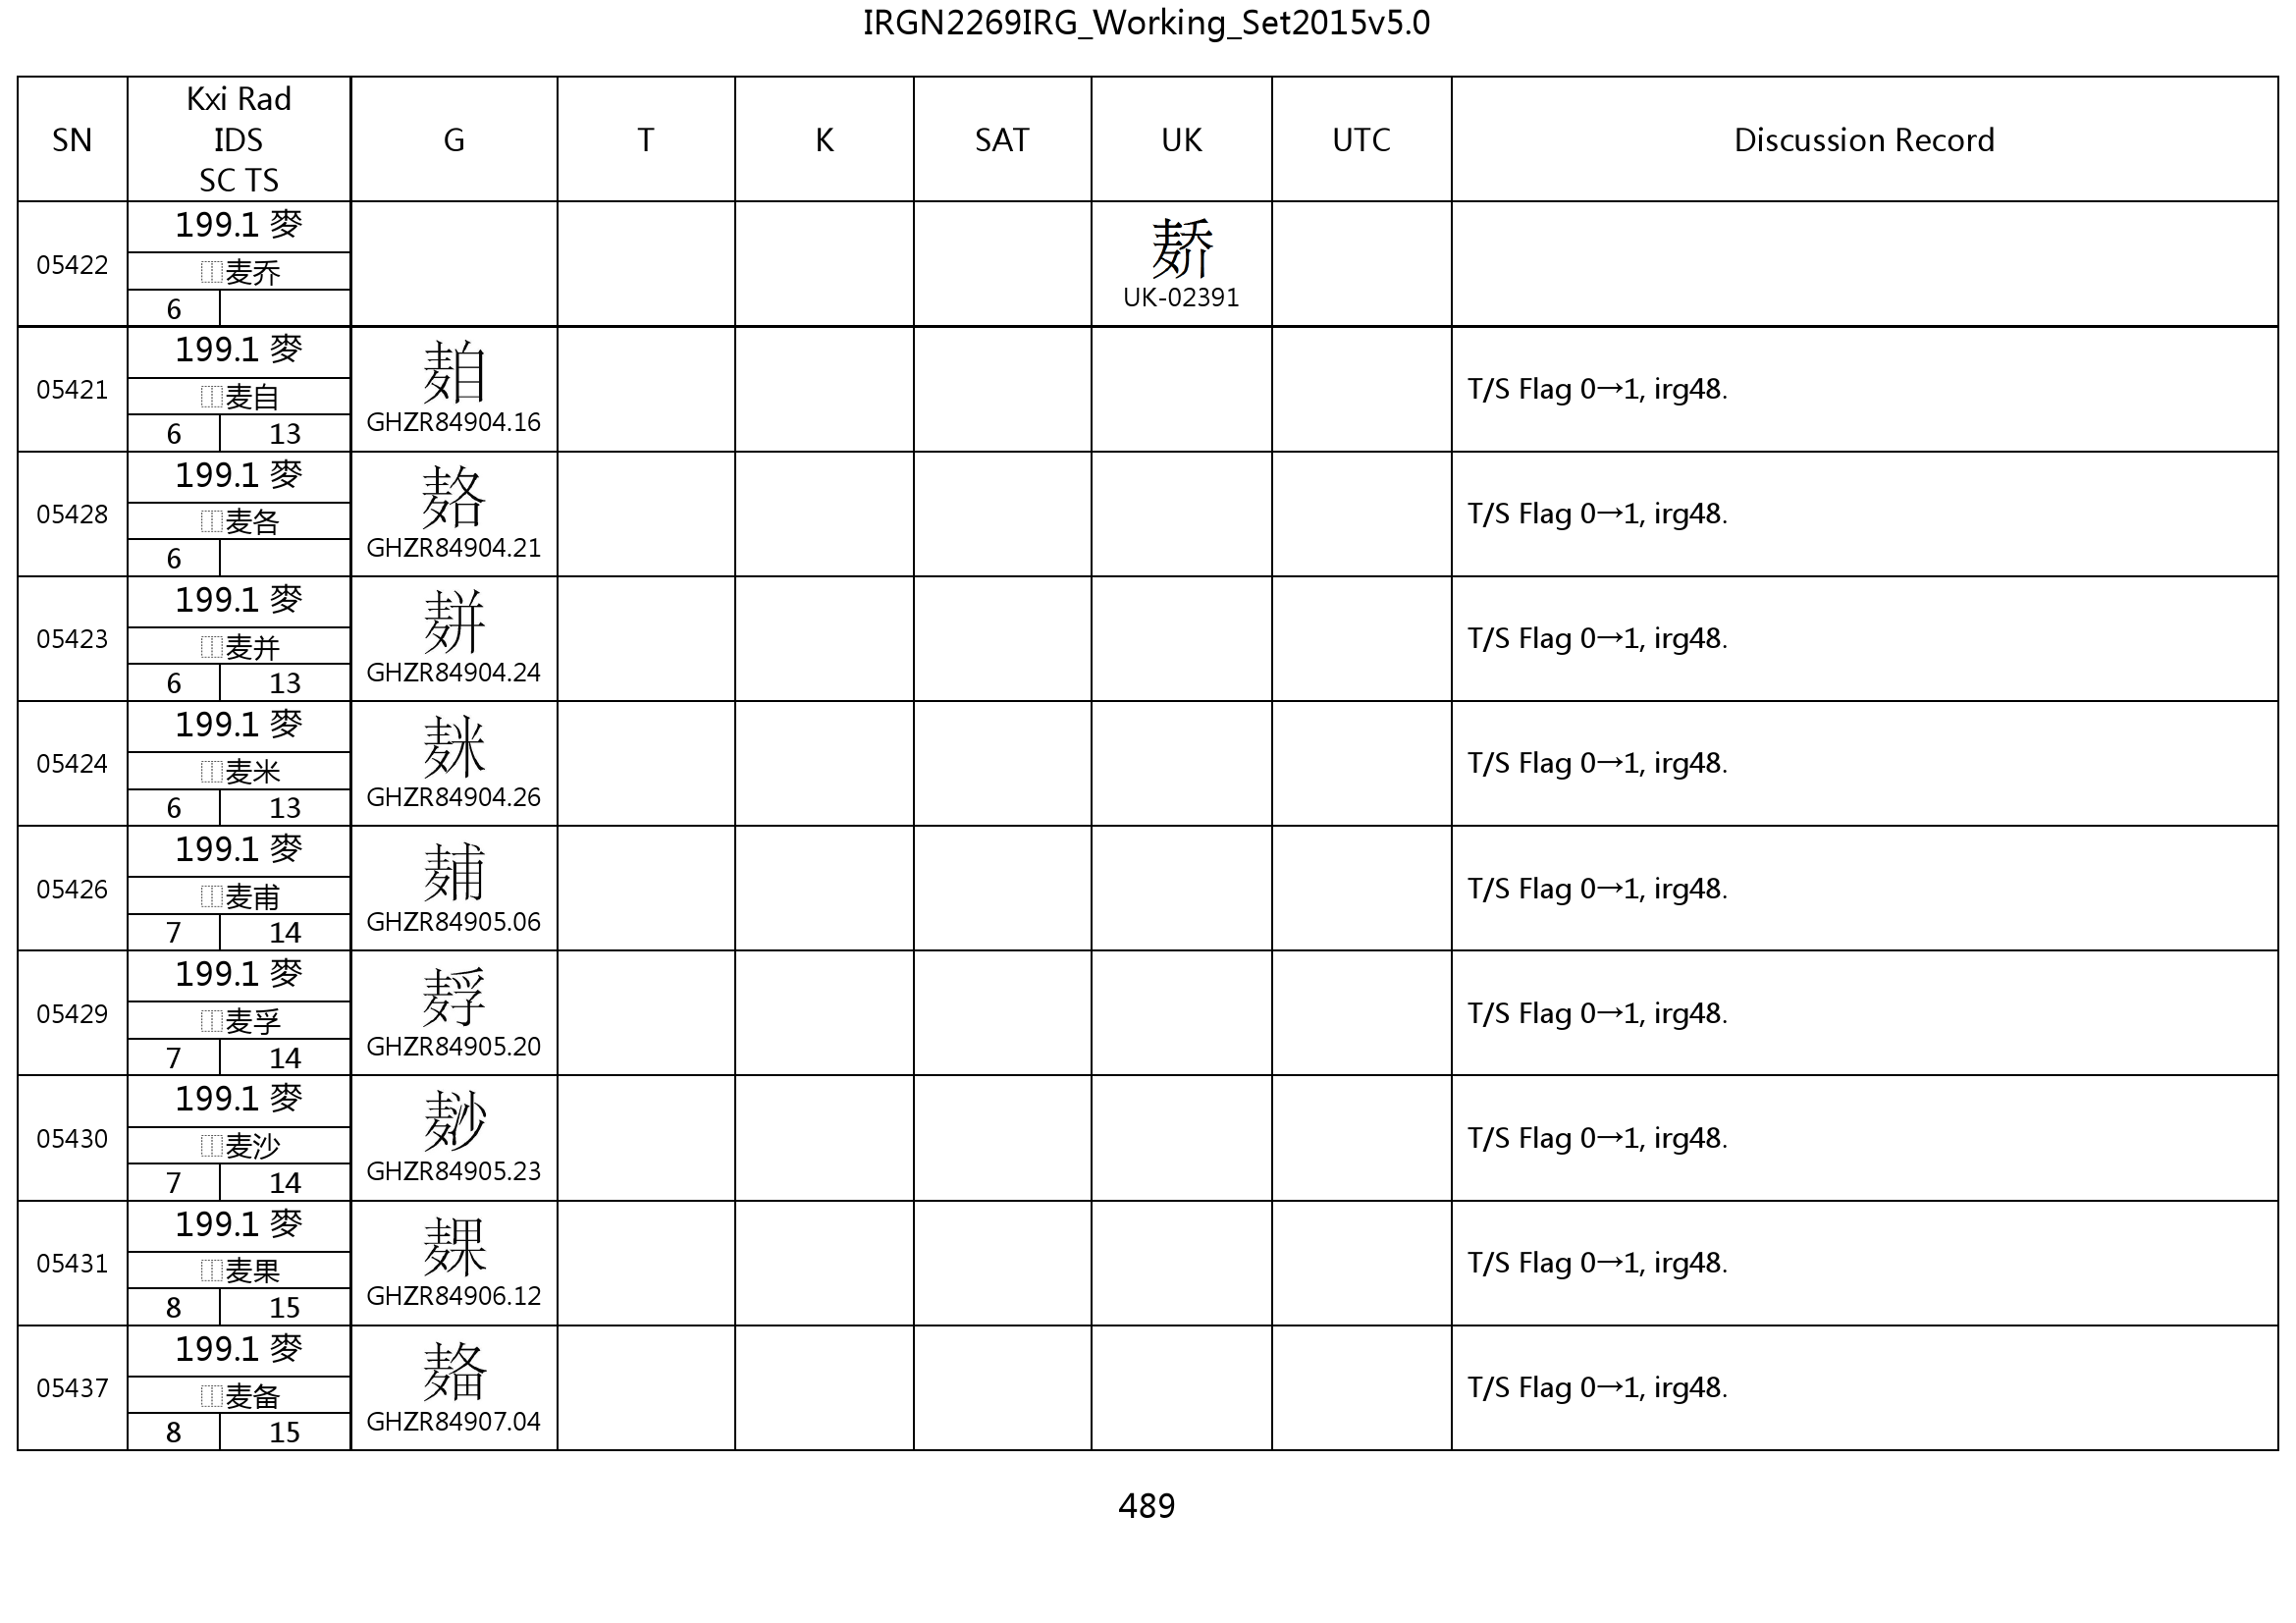 IRGN2269IRG_Working_Set2015v5.0
SN
Kxi Rad
IDS
SC TS
G
T
K
SAT
UK
UTC
Discussion Record
05422
199.1 麥
⿰麦乔
6
UK-02391
05421
199.1 麥
⿰麦自
6 13
GHZR84904.16
T/S Flag 0→1, irg48.
05428
199.1 麥
⿰麦各
6
GHZR84904.21
T/S Flag 0→1, irg48.
05423
199.1 麥
⿰麦并
6 13
GHZR84904.24
T/S Flag 0→1, irg48.
05424
199.1 麥
⿰麦米
6 13
GHZR84904.26
T/S Flag 0→1, irg48.
05426
199.1 麥
⿰麦甫
7 14
GHZR84905.06
T/S Flag 0→1, irg48.
05429
199.1 麥
⿰麦孚
7 14
GHZR84905.20
T/S Flag 0→1, irg48.
05430
199.1 麥
⿰麦沙
7 14
GHZR84905.23
T/S Flag 0→1, irg48.
05431
199.1 麥
⿰麦果
8 15
GHZR84906.12
T/S Flag 0→1, irg48.
05437
199.1 麥
⿰麦备
8 15
GHZR84907.04
T/S Flag 0→1, irg48.
489